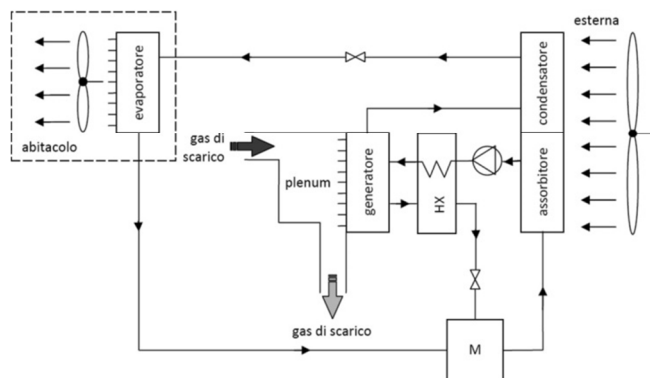 esterna
evaporatore
condensatore
abitacolo
gas di
scarico
plenum
generatore
HX
assorbitore
gas di scarico
M